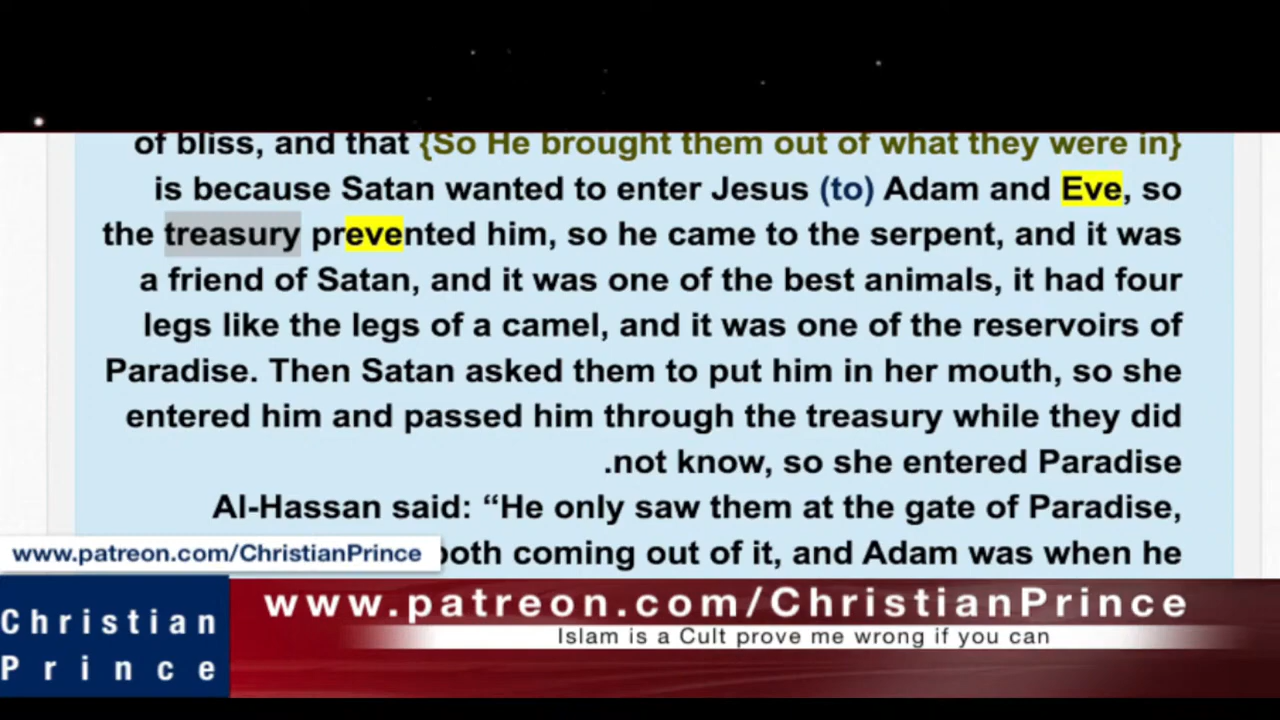 of bliss, and that {So He brought them out of what they were in}
is because Satan wanted to enter Jesus (to) Adam and Eve, so
the treasury prevented him, so he came to the serpent, and it was
a friend of Satan, and it was one of the best animals, it had four
legs like the legs of a camel, and it was one of the reservoirs of
Paradise. Then Satan asked them to put him in her mouth, so she
entered him and passed him through the treasury while they did
.not know, so she entered Paradise
Al-Hassan said: “He only saw them at the gate of Paradise,
both coming out of it, and Adam was when he
www.patreon.com/ChristianPrince
www.patreon.com/ChristianPrince
Islam is a Cult prove me wrong if you can
Christian
Prince